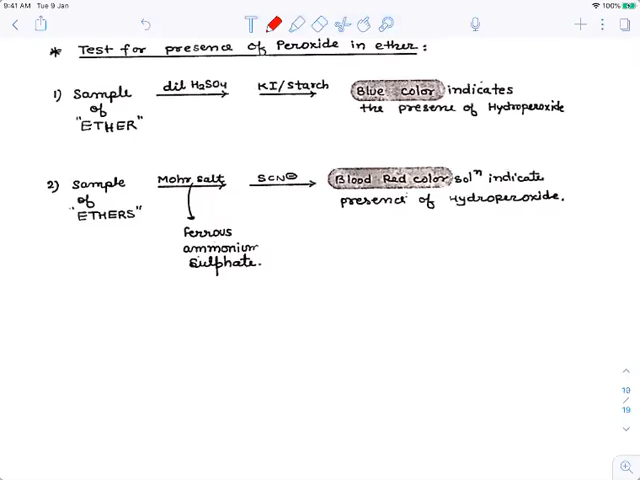 9:41 AM Tue 9 Jan
100%
* Test for presence of Peroxide in ether :
1) Sample of "ETHER" dil H₂SO₄ KI/Starch Blue color indicates the presence of Hydroperoxide
2) Sample of "ETHERS" Mohr salt SCN⊖ Blood Red color solⁿ indicate presence of Hydroperoxide.
Ferrous
ammonium
Sulphate.
19
/
19